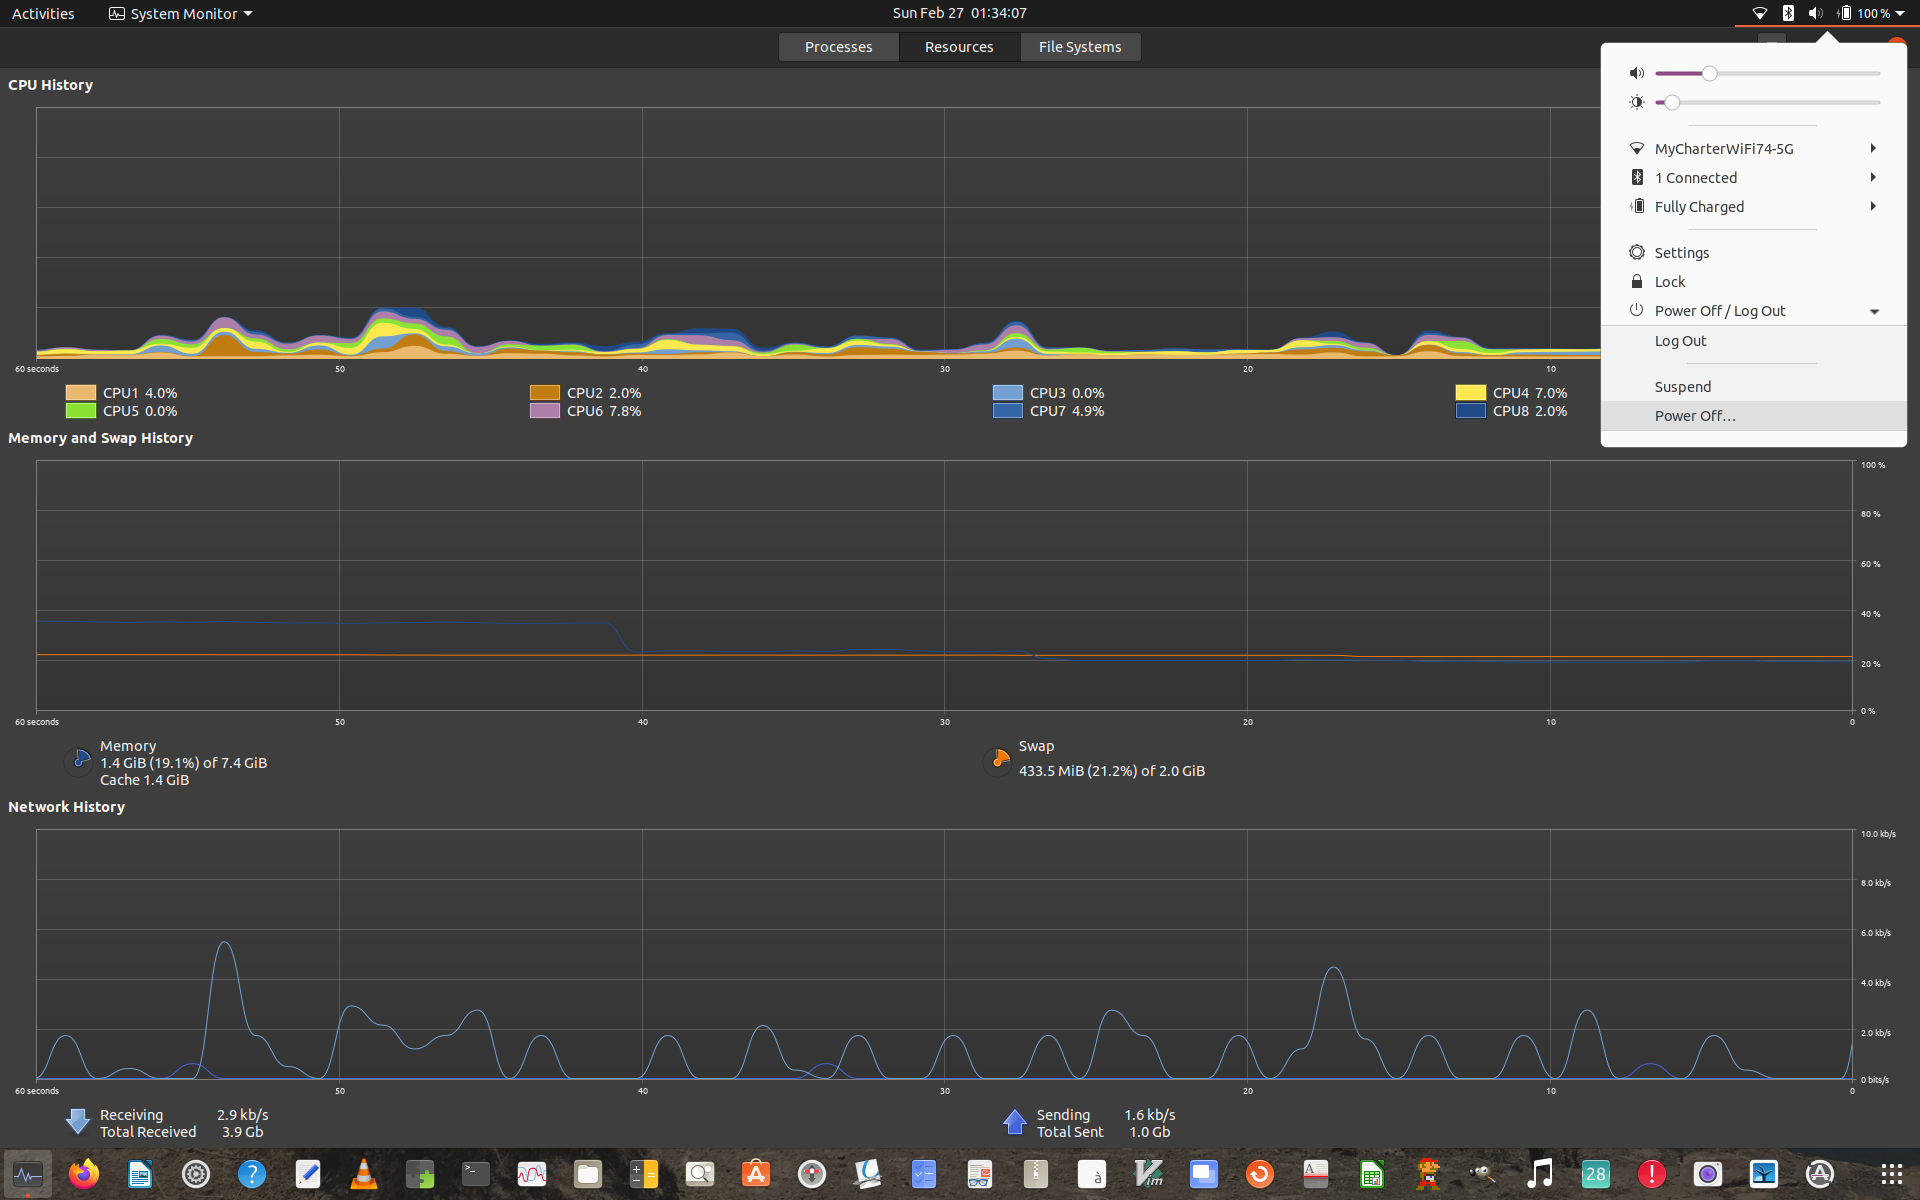 Activities
System Monitor
Sun Feb 27 01:34:07
100 %
Processes
Resources
File Systems
CPU History
60 seconds
50
40
30
20
10
CPU1 4.0%
CPU2 2.0%
CPU3 0.0%
CPU4 7.0%
CPU5 0.0%
CPU6 7.8%
CPU7 4.9%
CPU8 2.0%
MyCharterWiFi74-5G
1 Connected
Fully Charged
Settings
Lock
Power Off / Log Out
Log Out
Suspend
Power Off...
Memory and Swap History
100 %
80 %
60 %
40 %
20 %
0 %
60 seconds
50
40
30
20
10
0
Memory
1.4 GiB (19.1%) of 7.4 GiB
Cache 1.4 GiB
Swap
433.5 MiB (21.2%) of 2.0 GiB
Network History
10.0 kb/s
8.0 kb/s
6.0 kb/s
4.0 kb/s
2.0 kb/s
0 bits/s
60 seconds
50
40
30
20
10
0
Receiving 2.9 kb/s
Total Received 3.9 Gb
Sending 1.6 kb/s
Total Sent 1.0 Gb
?
>_
A
à
Vim
A
28
!